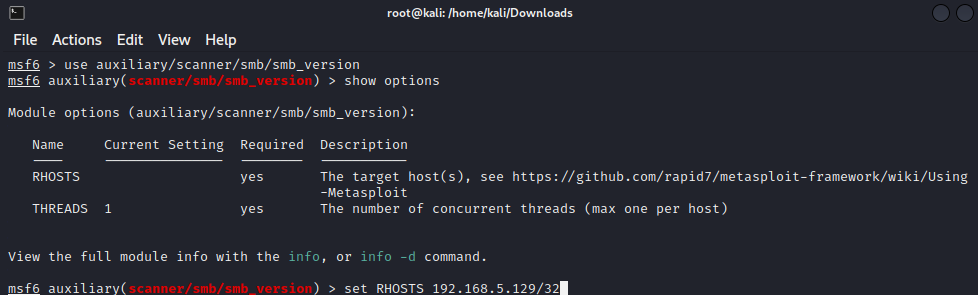 root@kali: /home/kali/Downloads
File Actions Edit View Help
msf6 > use auxiliary/scanner/smb/smb_version
msf6 auxiliary(scanner/smb/smb_version) > show options
Module options (auxiliary/scanner/smb/smb_version):
Name Current Setting Required Description
RHOSTS yes The target host(s), see https://github.com/rapid7/metasploit-framework/wiki/Using
-Metasploit
THREADS 1 yes The number of concurrent threads (max one per host)
View the full module info with the info, or info -d command.
msf6 auxiliary(scanner/smb/smb_version) > set RHOSTS 192.168.5.129/32